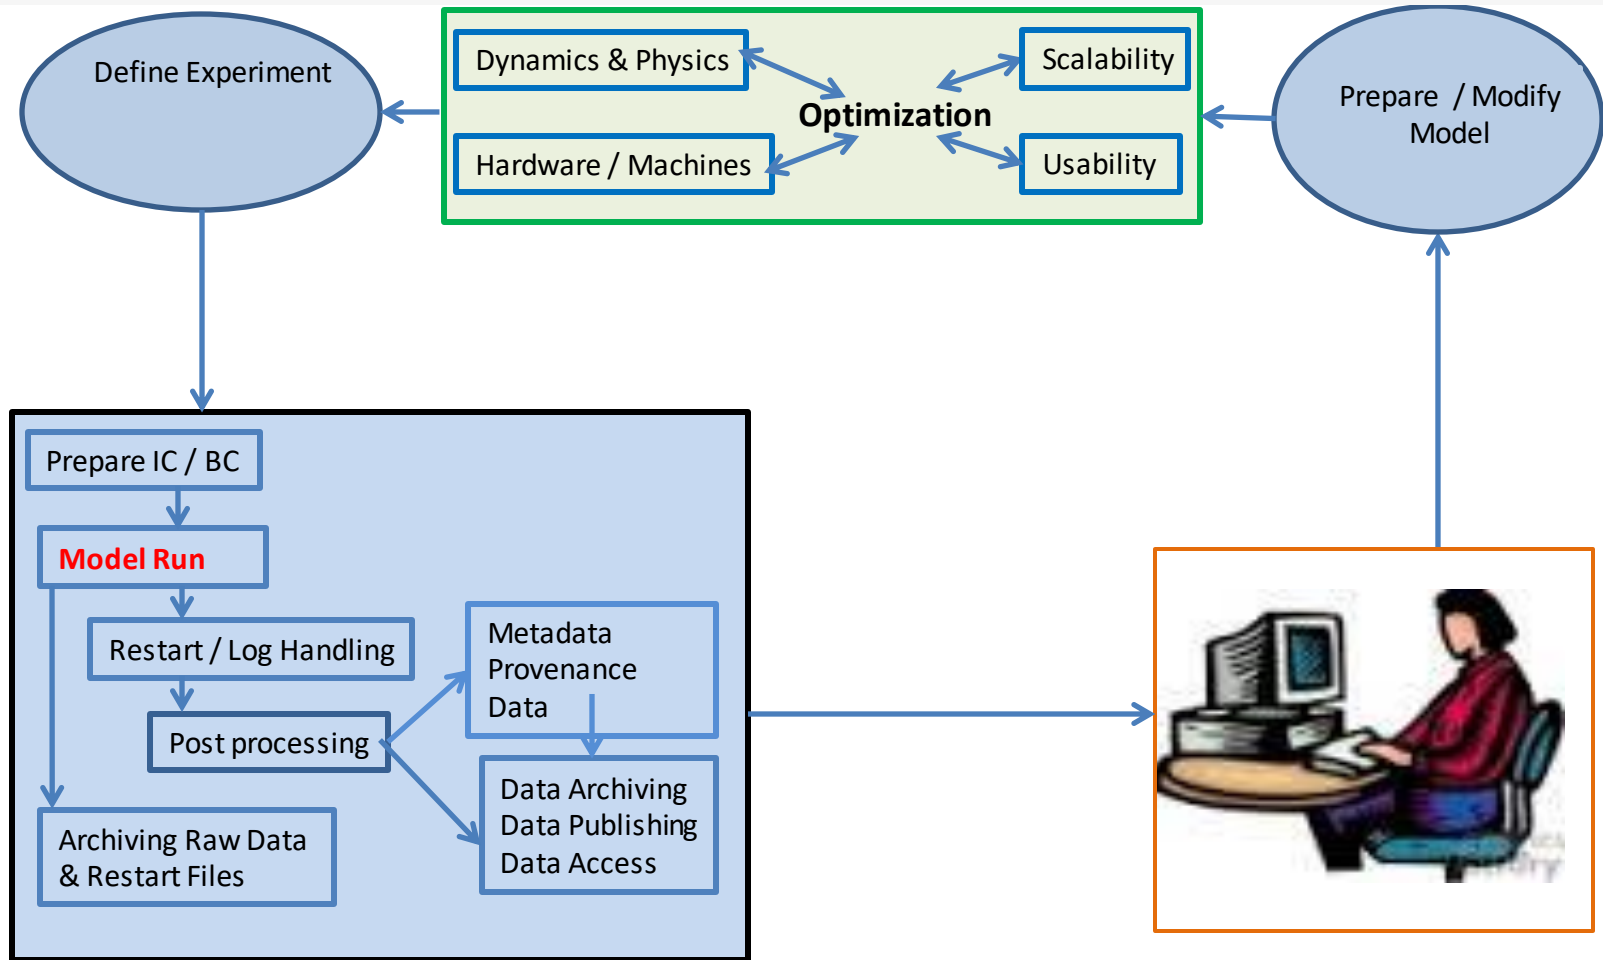 Define Experiment
Dynamics & Physics
Scalability
Optimization
Hardware / Machines
Usability
Prepare / Modify
Model
Prepare IC / BC
Model Run
Restart / Log Handling
Post processing
Metadata
Provenance
Data
Data Archiving
Data Publishing
Data Access
Archiving Raw Data
& Restart Files